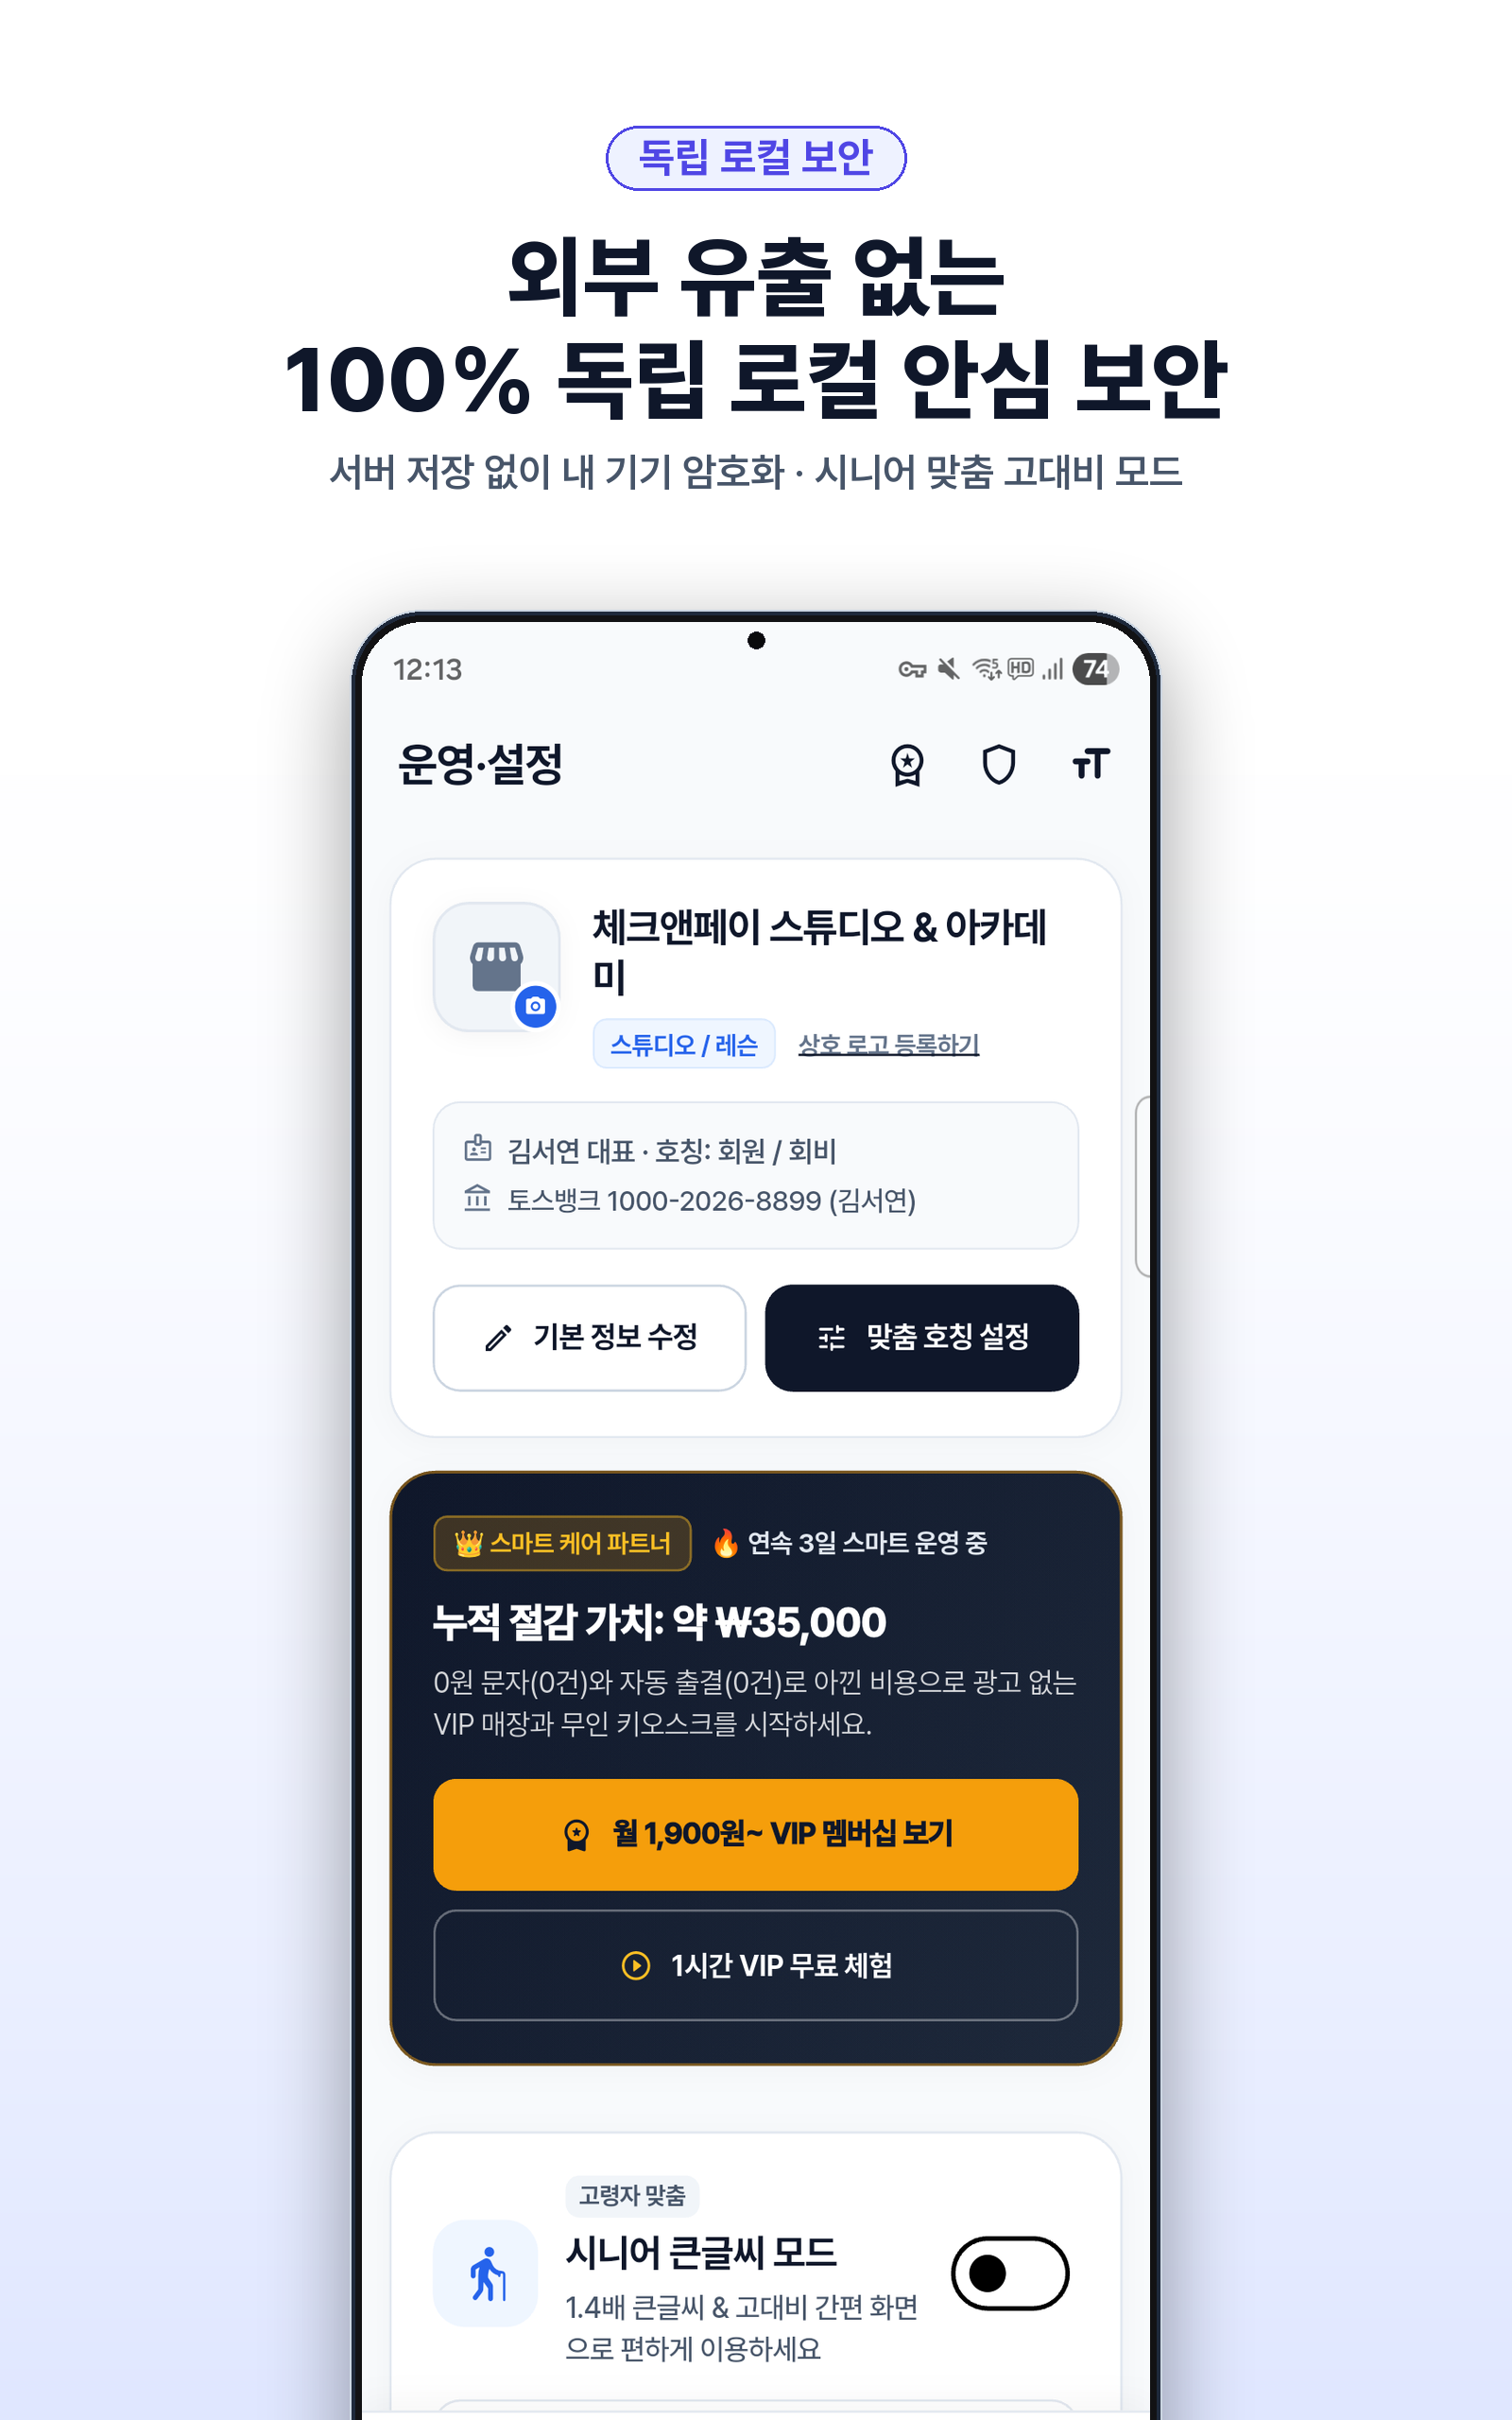 독립 로컬 보안
외부 유출 없는
100% 독립 로컬 안심 보안
서버 저장 없이 내 기기 암호화 · 시니어 맞춤 고대비 모드
12:13
5
HD
74
운영·설정
체크앤페이 스튜디오 & 아카데
미
스튜디오 / 레슨
상호 로고 등록하기
김서연 대표 · 호칭: 회원 / 회비
토스뱅크 1000-2026-8899 (김서연)
기본 정보 수정
맞춤 호칭 설정
👑 스마트 케어 파트너
🔥 연속 3일 스마트 운영 중
누적 절감 가치: 약 ₩35,000
0원 문자(0건)와 자동 출결(0건)로 아낀 비용으로 광고 없는
VIP 매장과 무인 키오스크를 시작하세요.
월 1,900원~ VIP 멤버십 보기
1시간 VIP 무료 체험
고령자 맞춤
시니어 큰글씨 모드
1.4배 큰글씨 & 고대비 간편 화면
으로 편하게 이용하세요